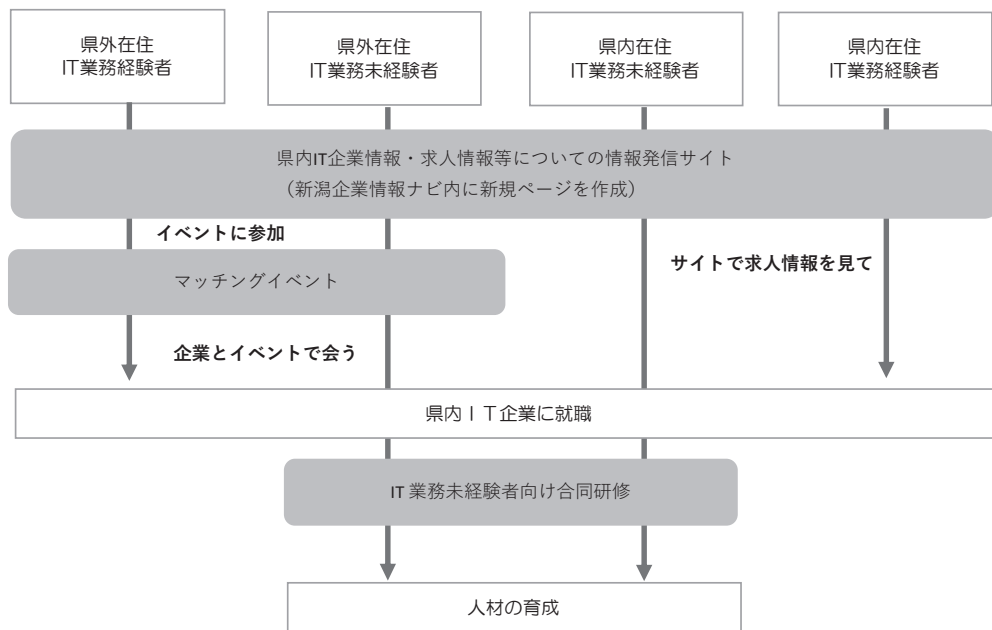 県外在住
IT業務経験者
県外在住
IT業務未経験者
県内在住
IT業務未経験者
県内在住
IT業務経験者
県内IT企業情報・求人情報等についての情報発信サイト
（新潟企業情報ナビ内に新規ページを作成）
イベントに参加
サイトで求人情報を見て
マッチングイベント
企業とイベントで会う
県内ＩＴ企業に就職
IT 業務未経験者向け合同研修
人材の育成